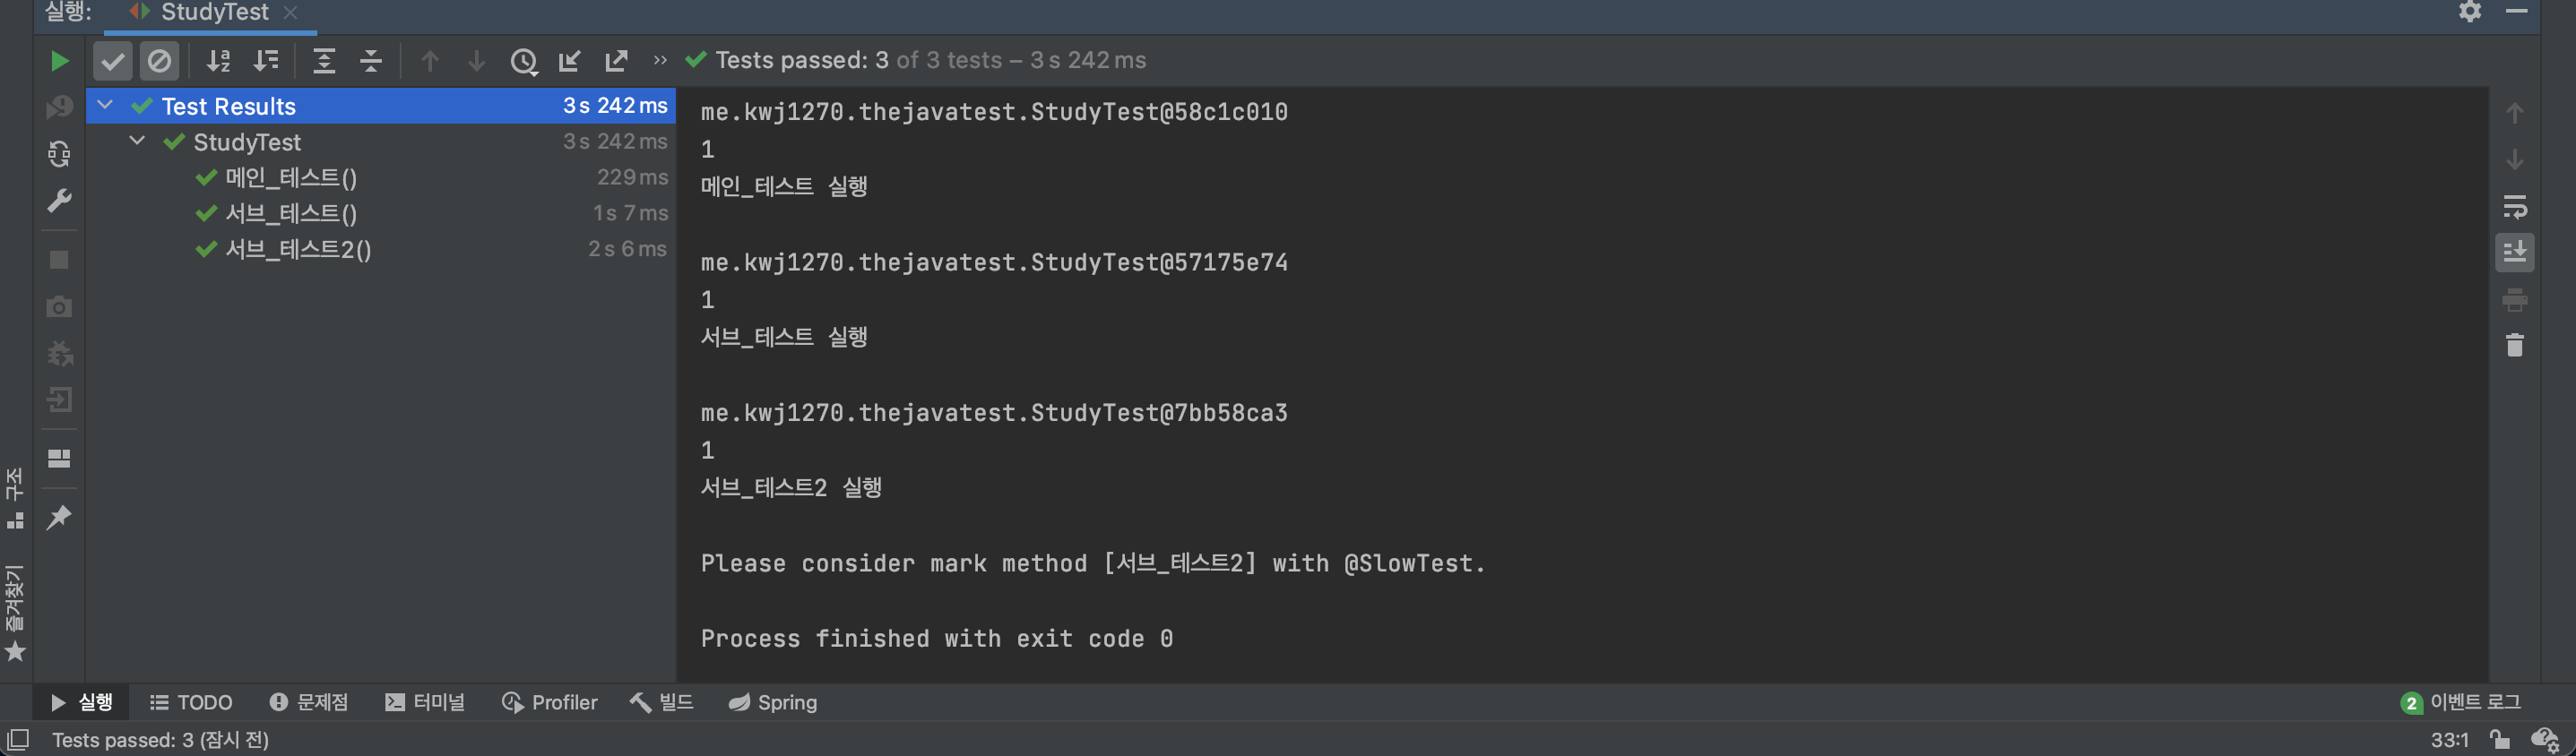 실행: StudyTest
Tests passed: 3 of 3 tests – 3 s 242 ms
Test Results 3 s 242 ms
StudyTest 3 s 242 ms
메인_테스트() 229 ms
서브_테스트() 1 s 7 ms
서브_테스트2() 2 s 6 ms
me.kwj1270.thejavatest.StudyTest@58c1c010
1
메인_테스트 실행
me.kwj1270.thejavatest.StudyTest@57175e74
1
서브_테스트 실행
me.kwj1270.thejavatest.StudyTest@7bb58ca3
1
서브_테스트2 실행
Please consider mark method [서브_테스트2] with @SlowTest.
Process finished with exit code 0
구조
즐겨찾기
실행 TODO 문제점 터미널 Profiler 빌드 Spring 2 이벤트 로그
Tests passed: 3 (잠시 전) 33:1